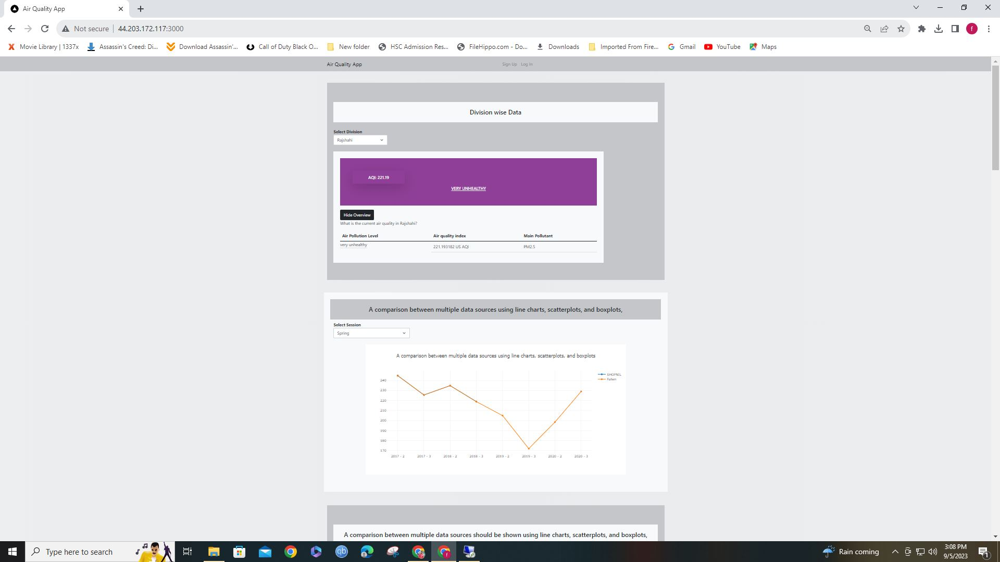 Air Quality App
Not secure 44.203.172.117:3000
Movie Library | 1337x Assassin's Creed: Di... Download Assassin'... Call of Duty Black O... New folder HSC Admission Res... FileHippo.com - Do... Downloads Imported From Fire... Gmail YouTube Maps
Air Quality App Sign Up Log In
Division wise Data
Select Division
Rajshahi
AQI: 221.19
VERY UNHEALTHY
Hide Overview
What is the current air quality in Rajshahi?
Air Pollution Level Air quality index Main Pollutant
very unhealthy 221.193182 US AQI PM2.5
A comparison between multiple data sources using line charts, scatterplots, and boxplots,
Select Session
Spring
A comparison between multiple data sources using line charts, scatterplots, and boxplots
SHOPNIL
Fahim
240
230
220
210
200
190
180
170
2017 - 2 2017 - 3 2018 - 2 2018 - 3 2019 - 2 2019 - 3 2020 - 2 2020 - 3
A comparison between multiple data sources should be shown using line charts, scatterplots, and boxplots,
Type here to search
qb
Rain coming
3:08 PM
9/5/2023
1